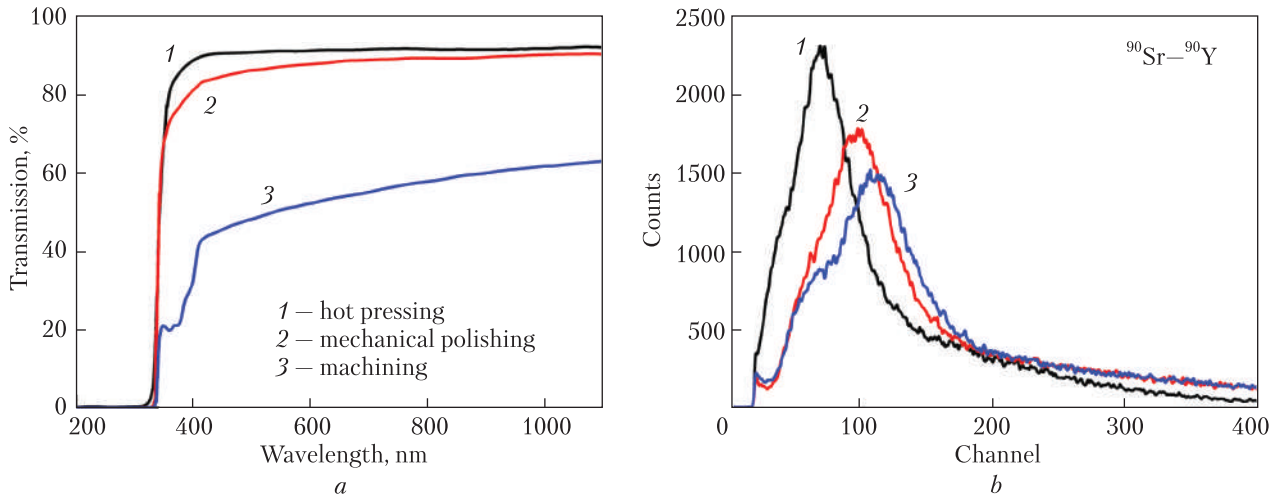 100
80
60
40
20
0
Transmission, %
1
2
3
1 – hot pressing
2 – mechanical polishing
3 – machining
200 400 600 800 1000
Wavelength, nm
a
2500
2000
1500
1000
500
Counts
1
2
3
⁹⁰Sr–⁹⁰Y
0 100 200 300 400
Channel
b